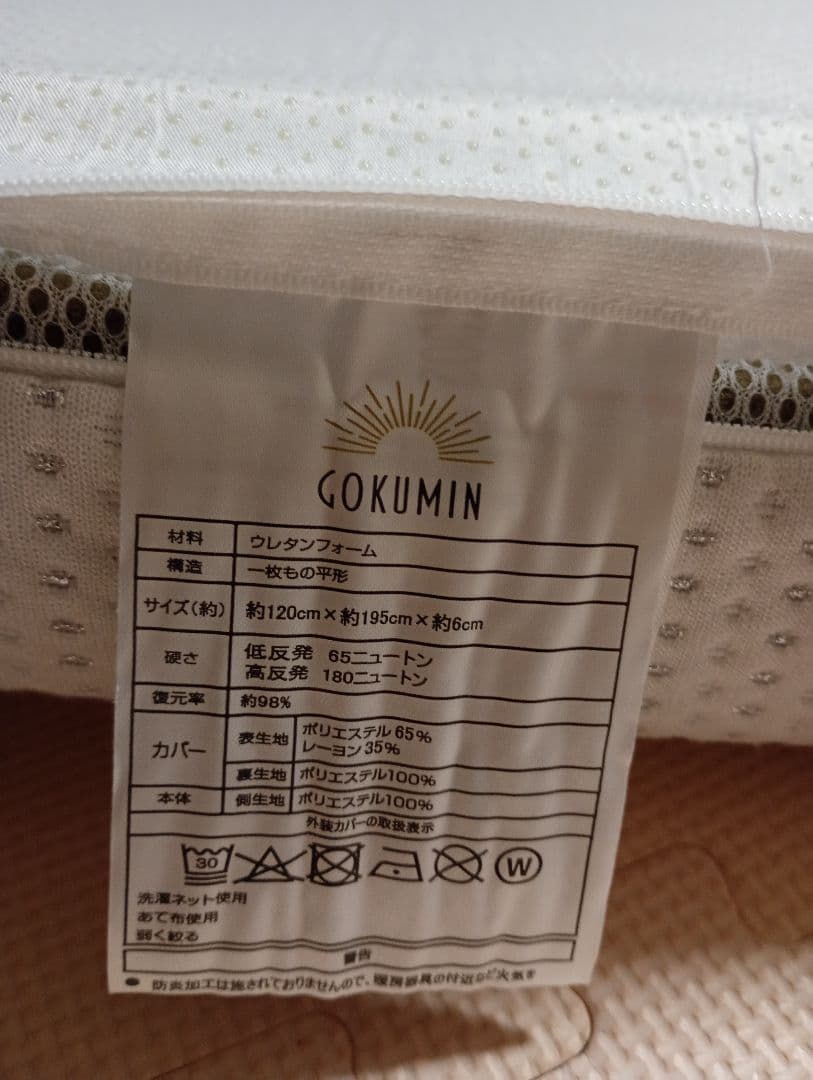 GOKUMIN
材料 ウレタンフォーム
構造 一枚もの平形
サイズ(約) 約120cm×約195cm×約6cm
硬さ 低反発 65ニュートン
高反発 180ニュートン
復元率 約98%
カバー 表生地 ポリエステル 65%
レーヨン 35%
裏生地 ポリエステル100%
本体 側生地 ポリエステル100%
外装カバーの取扱表示
30 W
洗濯ネット使用
あて布使用
弱く絞る
警告
● 防炎加工は施されておりませんので、暖房器具の付近など火気を